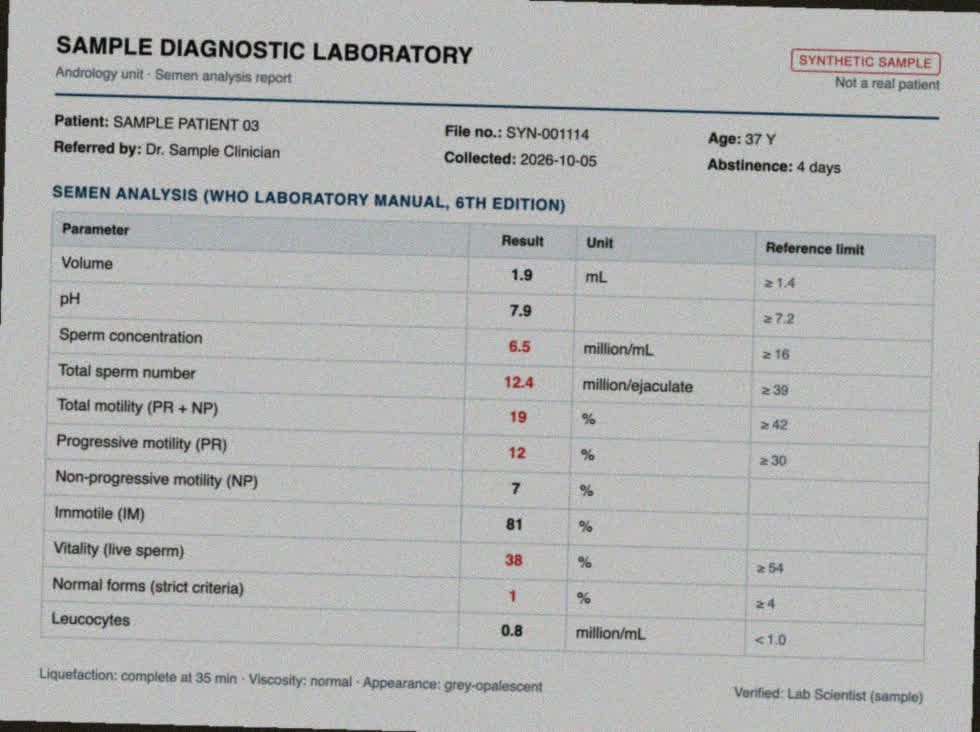 SAMPLE DIAGNOSTIC LABORATORY
Andrology unit · Semen analysis report
SYNTHETIC SAMPLE
Not a real patient
Patient: SAMPLE PATIENT 03
File no.: SYN-001114
Age: 37 Y
Referred by: Dr. Sample Clinician
Collected: 2026-10-05
Abstinence: 4 days
SEMEN ANALYSIS (WHO LABORATORY MANUAL, 6TH EDITION)
Parameter Result Unit Reference limit
Volume 1.9 mL ≥ 1.4
pH 7.9 ≥ 7.2
Sperm concentration 6.5 million/mL ≥ 16
Total sperm number 12.4 million/ejaculate ≥ 39
Total motility (PR + NP) 19 % ≥ 42
Progressive motility (PR) 12 % ≥ 30
Non-progressive motility (NP) 7 %
Immotile (IM) 81 %
Vitality (live sperm) 38 % ≥ 54
Normal forms (strict criteria) 1 % ≥ 4
Leucocytes 0.8 million/mL < 1.0
Liquefaction: complete at 35 min · Viscosity: normal · Appearance: grey-opalescent
Verified: Lab Scientist (sample)